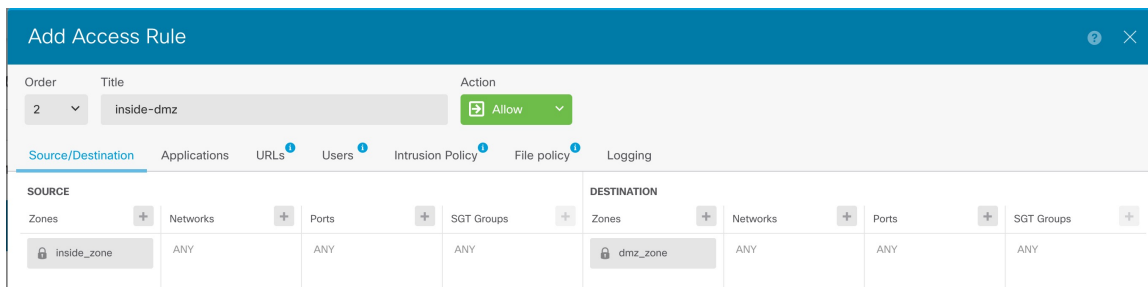 Add Access Rule
Order Title Action
2 inside-dmz Allow
Source/Destination Applications URLs Users Intrusion Policy File policy Logging
SOURCE DESTINATION
Zones Networks Ports SGT Groups Zones Networks Ports SGT Groups
inside_zone ANY ANY ANY dmz_zone ANY ANY ANY